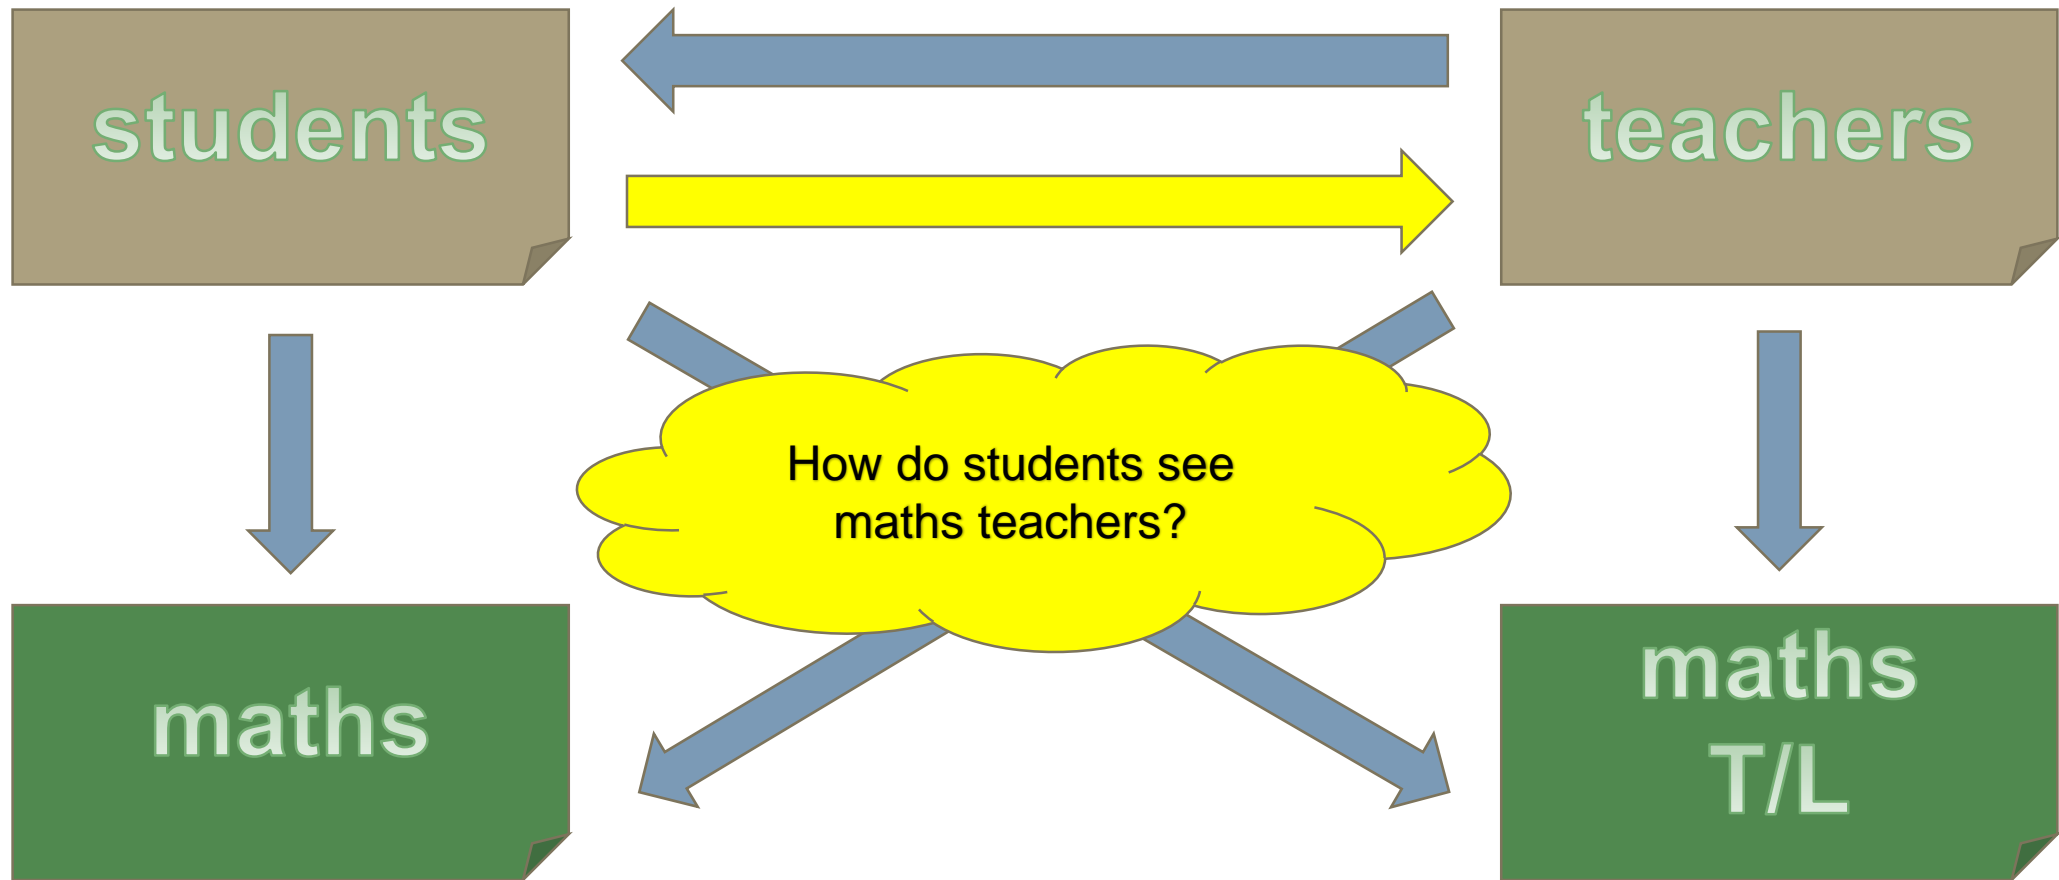 students
teachers
How do students see
maths teachers?
maths
maths
T/L